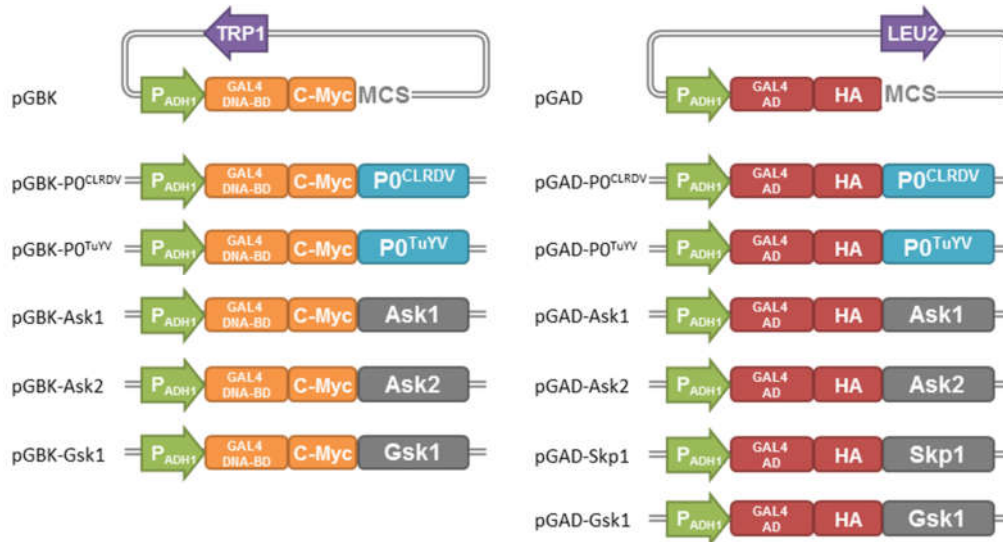 TRP1
pGBK
PADH1 GAL4 DNA-BD C-Myc MCS
pGBK-P0CLRDV
PADH1 GAL4 DNA-BD C-Myc P0CLRDV
pGBK-P0TuYV
PADH1 GAL4 DNA-BD C-Myc P0TuYV
pGBK-Ask1
PADH1 GAL4 DNA-BD C-Myc Ask1
pGBK-Ask2
PADH1 GAL4 DNA-BD C-Myc Ask2
pGBK-Gsk1
PADH1 GAL4 DNA-BD C-Myc Gsk1
LEU2
pGAD
PADH1 GAL4 AD HA MCS
pGAD-P0CLRDV
PADH1 GAL4 AD HA P0CLRDV
pGAD-P0TuYV
PADH1 GAL4 AD HA P0TuYV
pGAD-Ask1
PADH1 GAL4 AD HA Ask1
pGAD-Ask2
PADH1 GAL4 AD HA Ask2
pGAD-Skp1
PADH1 GAL4 AD HA Skp1
pGAD-Gsk1
PADH1 GAL4 AD HA Gsk1